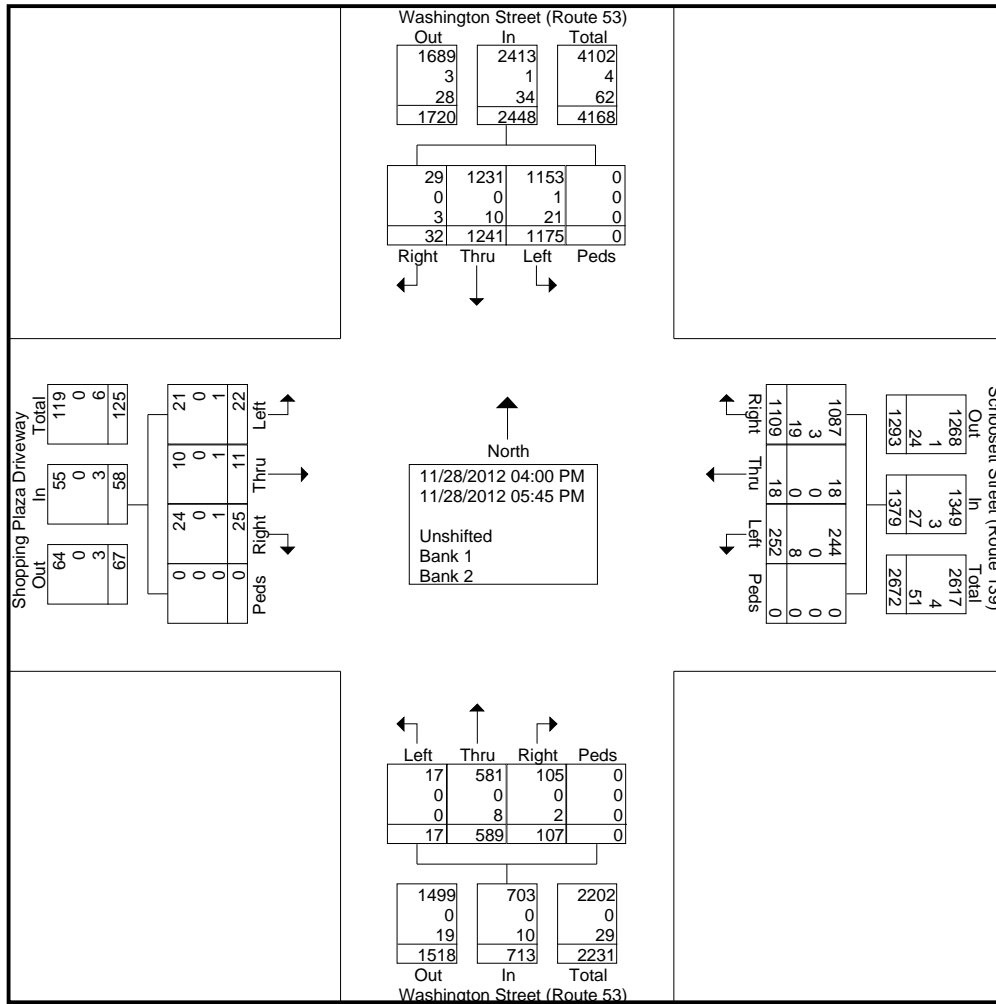 Washington Street (Route 53)
Out In Total
1689 2413 4102
3 1 4
28 34 62
1720 2448 4168
29 1231 1153 0
0 0 1 0
3 10 21 0
32 1241 1175 0
Right Thru Left Peds
Shopping Plaza Driveway
Total In Out
119 0 6 125
55 0 3 58
64 0 3 67
21 0 1 22 Left
10 0 1 11 Thru
24 0 1 25 Right
0 0 0 0 Peds
North
11/28/2012 04:00 PM
11/28/2012 05:45 PM
Unshifted
Bank 1
Bank 2
Right 1109 19 3 1087
Thru 18 0 0 18
Left 252 8 0 244
Peds 0 0 0 0
Out In Total
1293 24 1 1268
1379 27 3 1349
2672 51 4 2617
Street (Route 139)
Left Thru Right Peds
17 581 105 0
0 0 0 0
0 8 2 0
17 589 107 0
1499 703 2202
0 0 0
19 10 29
1518 713 2231
Out In Total
Washington Street (Route 53)